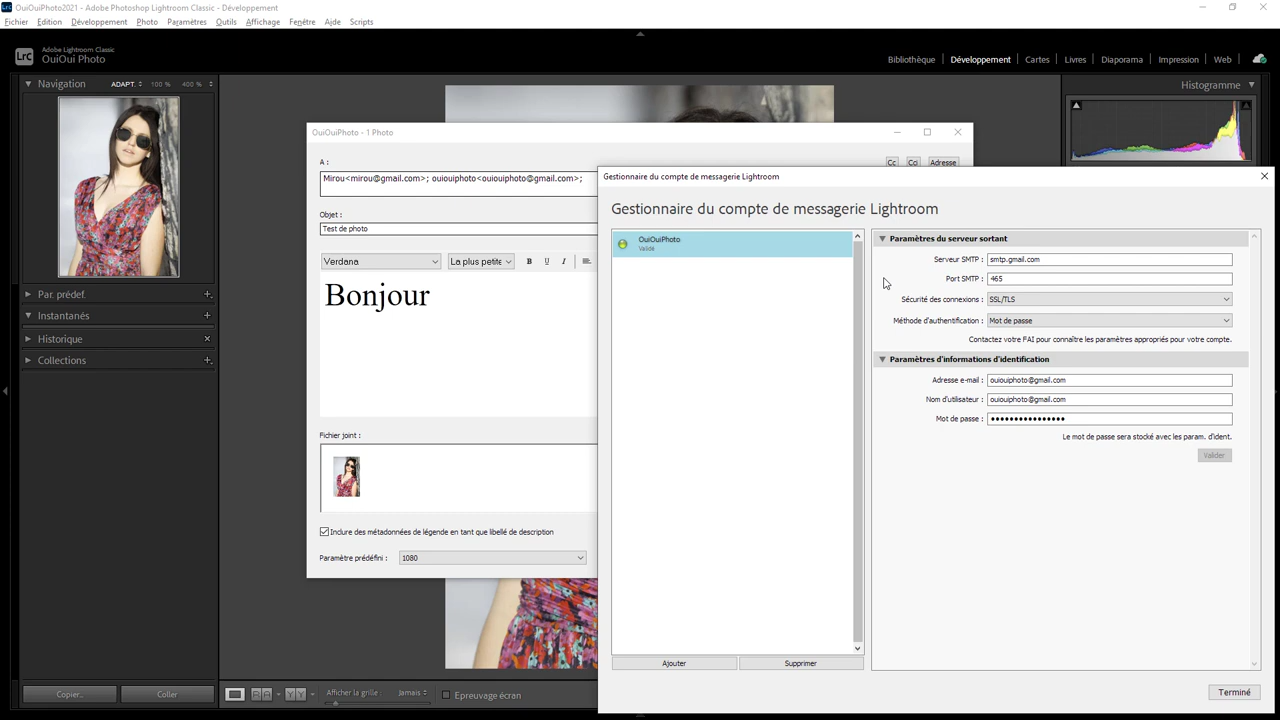 OuiOuiPhoto2021 - Adobe Photoshop Lightroom Classic - Développement
Fichier Edition Développement Photo Paramètres Outils Affichage Fenêtre Aide Scripts
Lrc
Adobe Lightroom Classic
OuiOui Photo
Bibliothèque Développement Cartes Livres Diaporama Impression Web
Navigation ADAPT. 100 % 400 %
Histogramme
OuiOuiPhoto - 1 Photo
A :
Cc Cci Adresse
Mirou<mirou@gmail.com>; ouiouiphoto<ouiouiphoto@gmail.com>;
Objet :
Test de photo
Verdana La plus petite B U I
Bonjour
Fichier joint :
Inclure des métadonnées de légende en tant que libellé de description
Paramètre prédéfini : 1080
Gestionnaire du compte de messagerie Lightroom
Gestionnaire du compte de messagerie Lightroom
OuiOuiPhoto
Validé
Ajouter Supprimer
Paramètres du serveur sortant
Serveur SMTP : smtp.gmail.com
Port SMTP : 465
Sécurité des connexions : SSL/TLS
Méthode d'authentification : Mot de passe
Contactez votre FAI pour connaître les paramètres appropriés pour votre compte.
Paramètres d'informations d'identification
Adresse e-mail : ouiouiphoto@gmail.com
Nom d'utilisateur : ouiouiphoto@gmail.com
Mot de passe : ••••••••••••••••
Le mot de passe sera stocké avec les param. d'ident.
Valider
Terminé
Par. prédéf.
Instantanés
Historique
Collections
Copier... Coller
RA YY Afficher la grille : Jamais Epreuvage écran